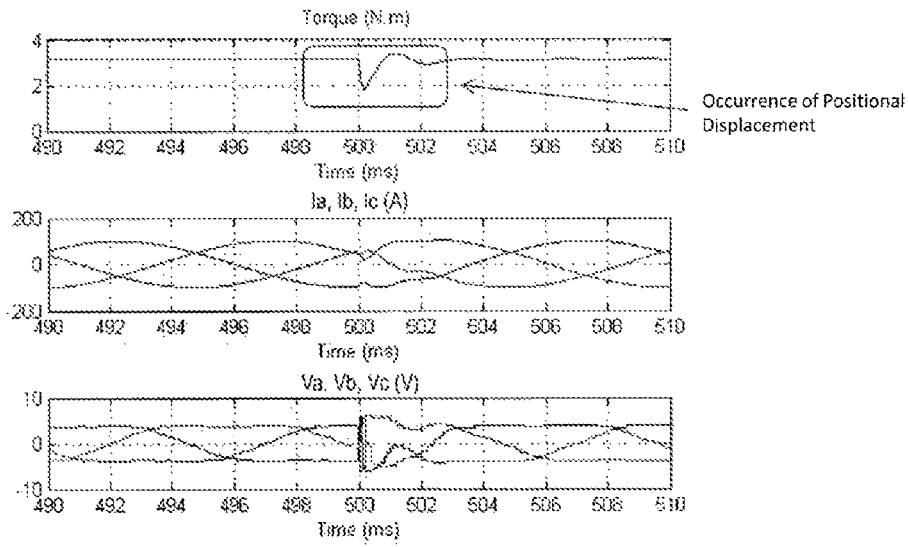 Torque (N.m)
4
2
0
490 492 494 496 498 500 502 504 506 508 510
Time (ms)
Occurrence of Positional
Displacement
Ia, Ib, Ic (A)
200
0
-200
490 492 494 496 498 500 502 504 506 508 510
Time (ms)
Va, Vb, Vc (V)
10
0
-10
490 492 494 496 498 500 502 504 506 508 510
Time (ms)